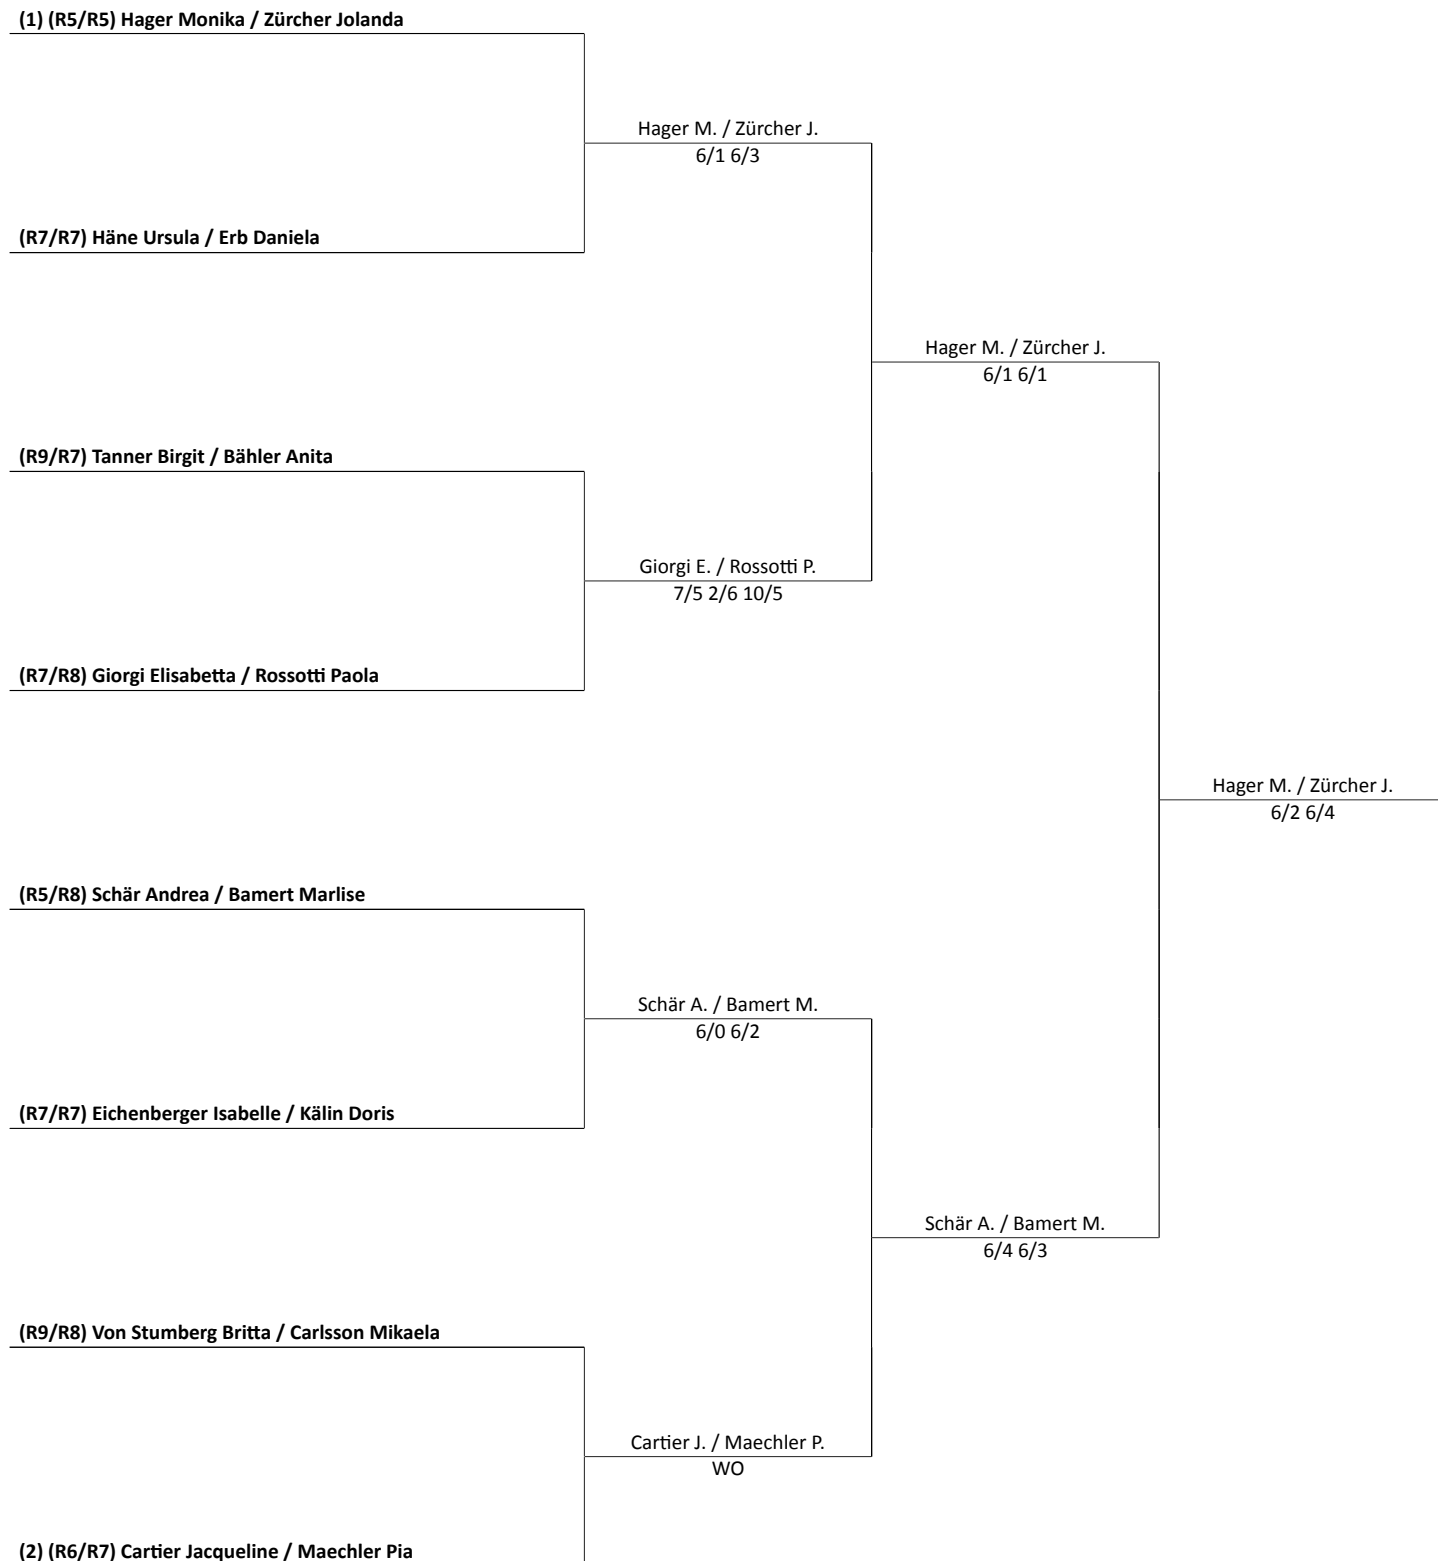 (1) (R5/R5) Hager Monika / Zürcher Jolanda
Hager M. / Zürcher J.
6/1 6/3
(R7/R7) Häne Ursula / Erb Daniela
Hager M. / Zürcher J.
6/1 6/1
(R9/R7) Tanner Birgit / Bähler Anita
Giorgi E. / Rossotti P.
7/5 2/6 10/5
(R7/R8) Giorgi Elisabetta / Rossotti Paola
Hager M. / Zürcher J.
6/2 6/4
(R5/R8) Schär Andrea / Bamert Marlise
Schär A. / Bamert M.
6/0 6/2
(R7/R7) Eichenberger Isabelle / Kälin Doris
Schär A. / Bamert M.
6/4 6/3
(R9/R8) Von Stumberg Britta / Carlsson Mikaela
Cartier J. / Maechler P.
WO
(2) (R6/R7) Cartier Jacqueline / Maechler Pia